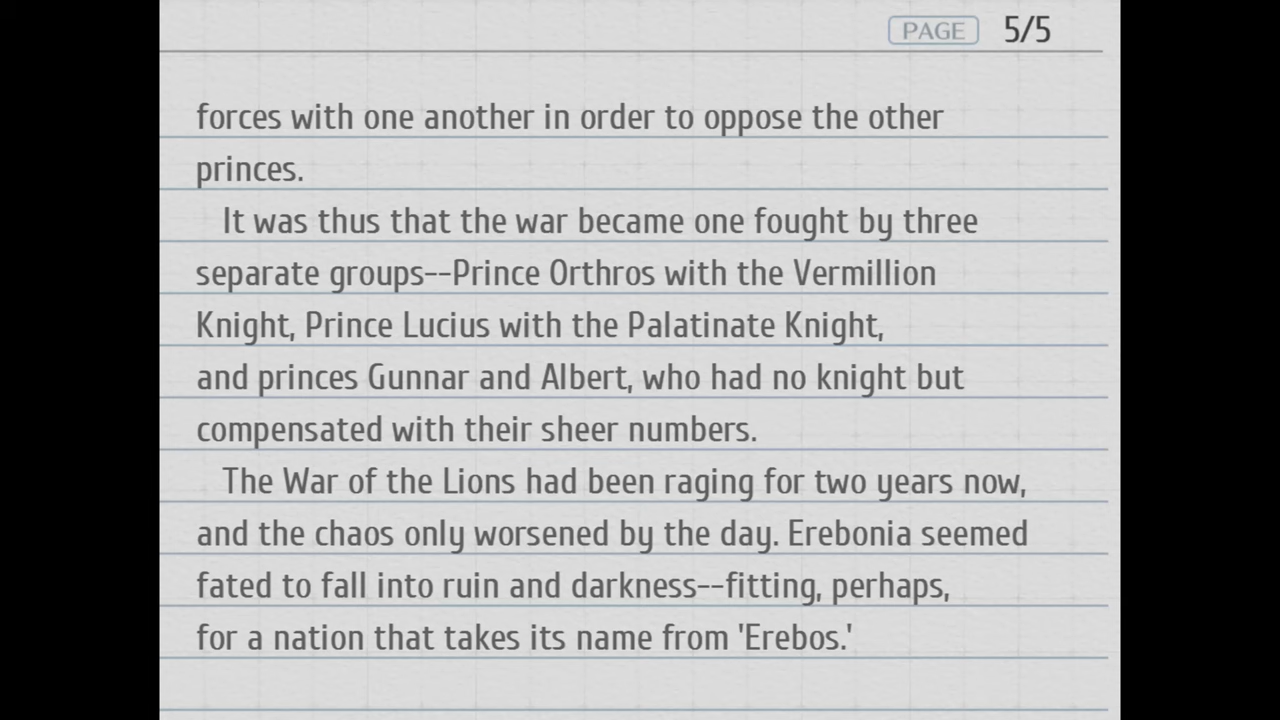 PAGE 5/5
forces with one another in order to oppose the other
princes.
It was thus that the war became one fought by three
separate groups--Prince Orthros with the Vermillion
Knight, Prince Lucius with the Palatinate Knight,
and princes Gunnar and Albert, who had no knight but
compensated with their sheer numbers.
The War of the Lions had been raging for two years now,
and the chaos only worsened by the day. Erebonia seemed
fated to fall into ruin and darkness--fitting, perhaps,
for a nation that takes its name from 'Erebos.'